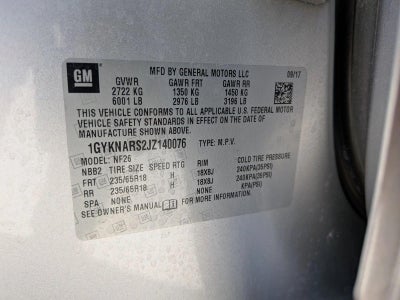 GM
MFD BY GENERAL MOTORS LLC 09/17
GVWR GAWR FRT GAWR RR
2722 KG 1350 KG 1450 KG
6001 LB 2976 LB 3196 LB
THIS VEHICLE CONFORMS TO ALL APPLICABLE U.S. FEDERAL MOTOR
VEHICLE SAFETY STANDARDS IN EFFECT ON THE DATE OF
MANUFACTURE SHOWN ABOVE.
1GYKNARS2JZ140076 TYPE: M.P.V.
MODEL: NF26
NBB2 TIRE SIZE SPEED RTG RIM COLD TIRE PRESSURE
FRT 235/65R18 H 18X8J 240KPA(35PSI)
RR 235/65R18 H 18X8J 240KPA(35PSI)
SPA NONE NONE KPA(PSI)
SEE OWNER'S MANUAL FOR MORE INFORMATION.